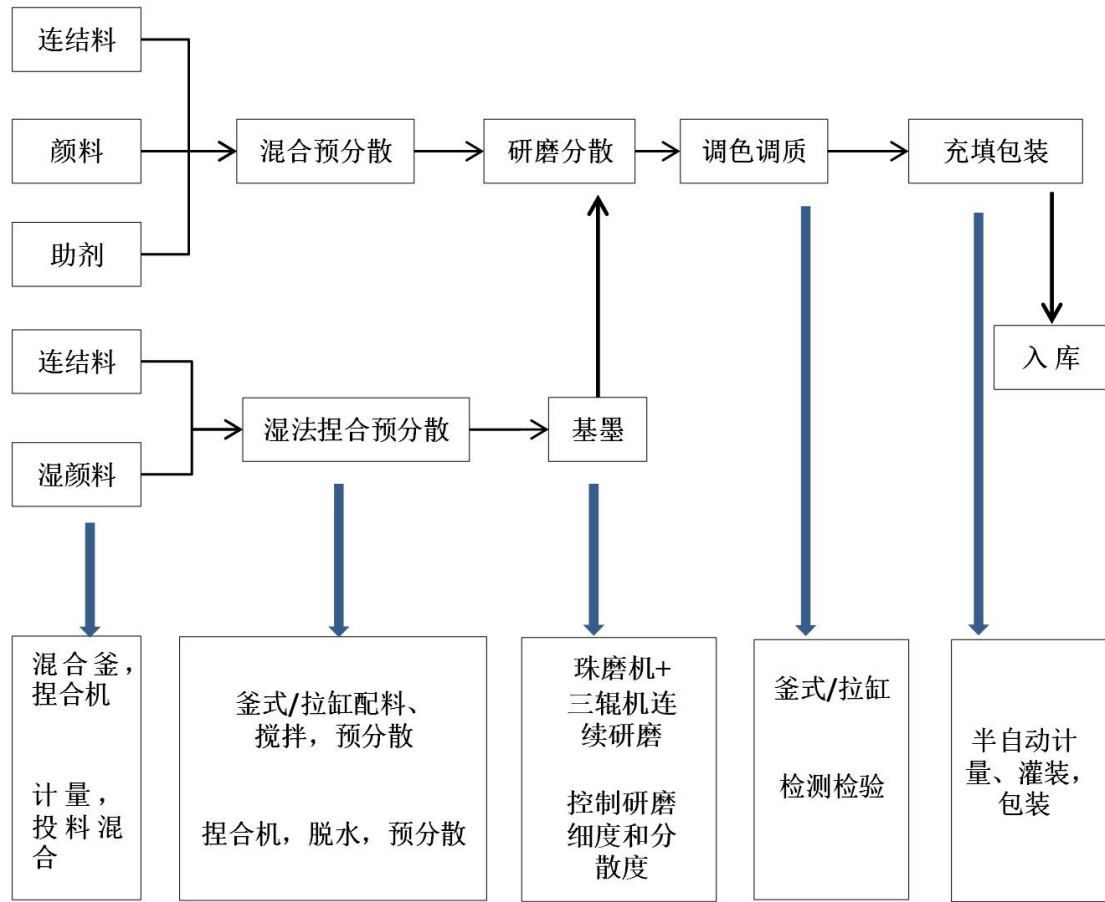 连结料
颜料
助剂
混合预分散
研磨分散
调色调质
充填包装
入 库
连结料
湿颜料
湿法捏合预分散
基墨
混合釜，
捏合机
计量，
投料混
合
釜式/拉缸配料、
搅拌，预分散
捏合机，脱水，预分散
珠磨机+
三辊机连
续研磨
控制研磨
细度和分
散度
釜式/拉缸
检测检验
半自动计
量、灌装，
包装